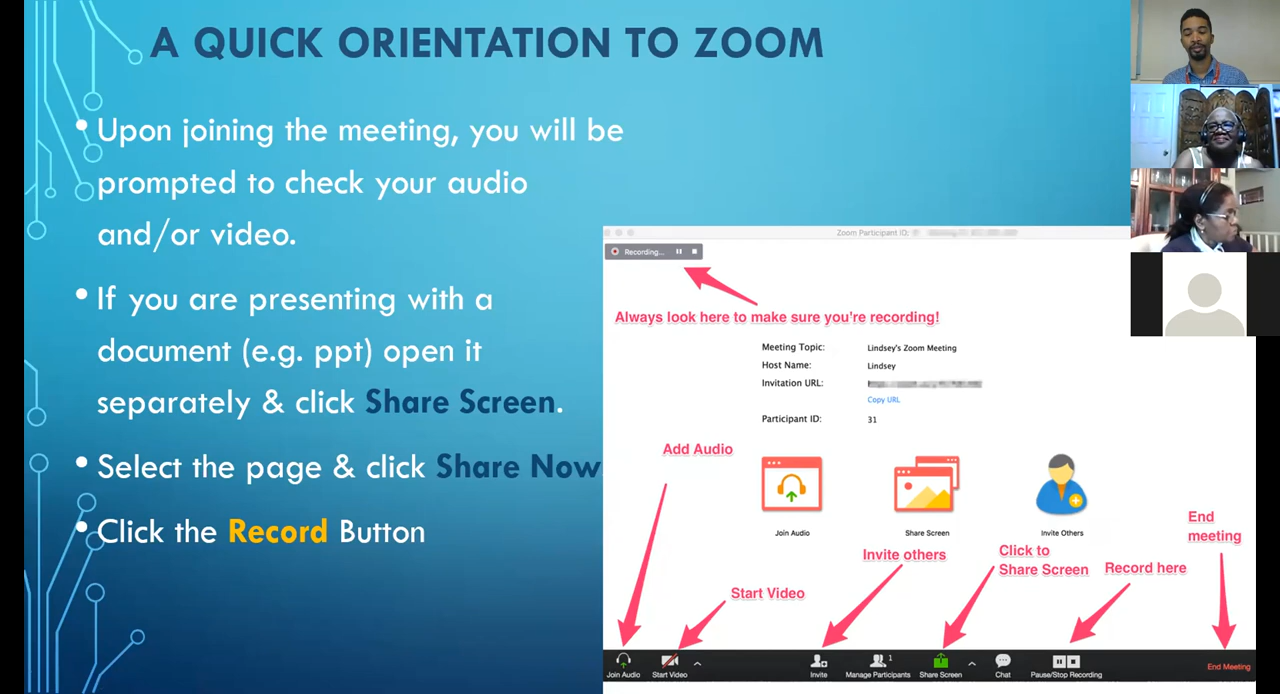 A QUICK ORIENTATION TO ZOOM
• Upon joining the meeting, you will be
prompted to check your audio
and/or video.
• If you are presenting with a
document (e.g. ppt) open it
separately & click Share Screen.
• Select the page & click Share Now
• Click the Record Button
Zoom Participant ID:
Recording...
Always look here to make sure you're recording!
Meeting Topic: Lindsey's Zoom Meeting
Host Name: Lindsey
Invitation URL:
Copy URL
Participant ID: 31
Add Audio
Join Audio
Share Screen
Invite Others
End
meeting
Invite others
Click to
Share Screen
Record here
Start Video
Join Audio
Start Video
Invite
1
Manage Participants
Share Screen
Chat
Pause/Stop Recording
End Meeting